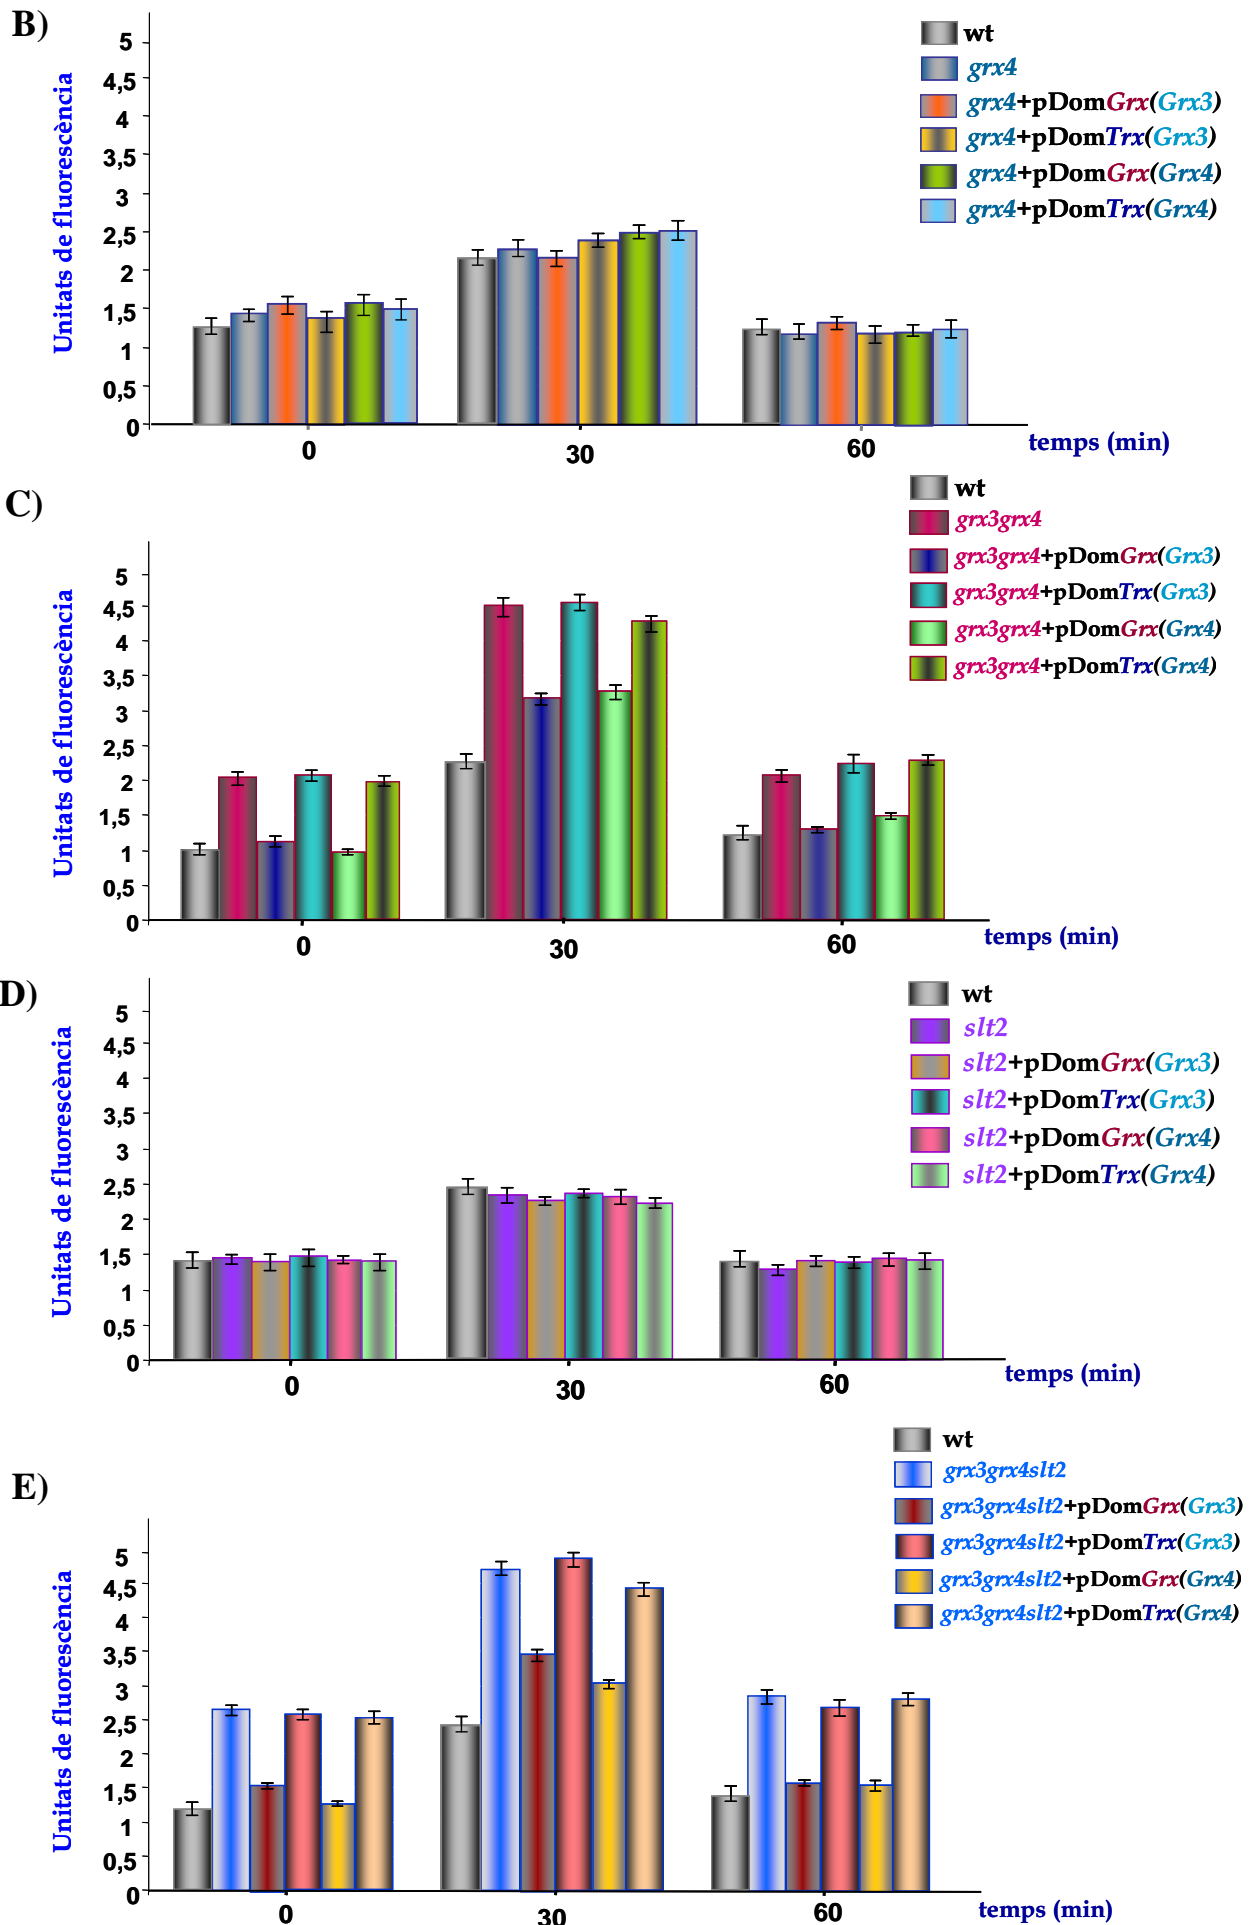 B)
Unitats de fluorescència
5
4,5
4
3,5
3
2,5
2
1,5
1
0,5
0
0
30
60
temps (min)
wt
grx4
grx4+pDomGrx(Grx3)
grx4+pDomTrx(Grx3)
grx4+pDomGrx(Grx4)
grx4+pDomTrx(Grx4)
C)
Unitats de fluorescència
5
4,5
4
3,5
3
2,5
2
1,5
1
0,5
0
0
30
60
temps (min)
wt
grx3grx4
grx3grx4+pDomGrx(Grx3)
grx3grx4+pDomTrx(Grx3)
grx3grx4+pDomGrx(Grx4)
grx3grx4+pDomTrx(Grx4)
D)
Unitats de fluorescència
5
4,5
4
3,5
3
2,5
2
1,5
1
0,5
0
0
30
60
temps (min)
wt
slt2
slt2+pDomGrx(Grx3)
slt2+pDomTrx(Grx3)
slt2+pDomGrx(Grx4)
slt2+pDomTrx(Grx4)
E)
Unitats de fluorescència
5
4,5
4
3,5
3
2,5
2
1,5
1
0,5
0
0
30
60
temps (min)
wt
grx3grx4slt2
grx3grx4slt2+pDomGrx(Grx3)
grx3grx4slt2+pDomTrx(Grx3)
grx3grx4slt2+pDomGrx(Grx4)
grx3grx4slt2+pDomTrx(Grx4)